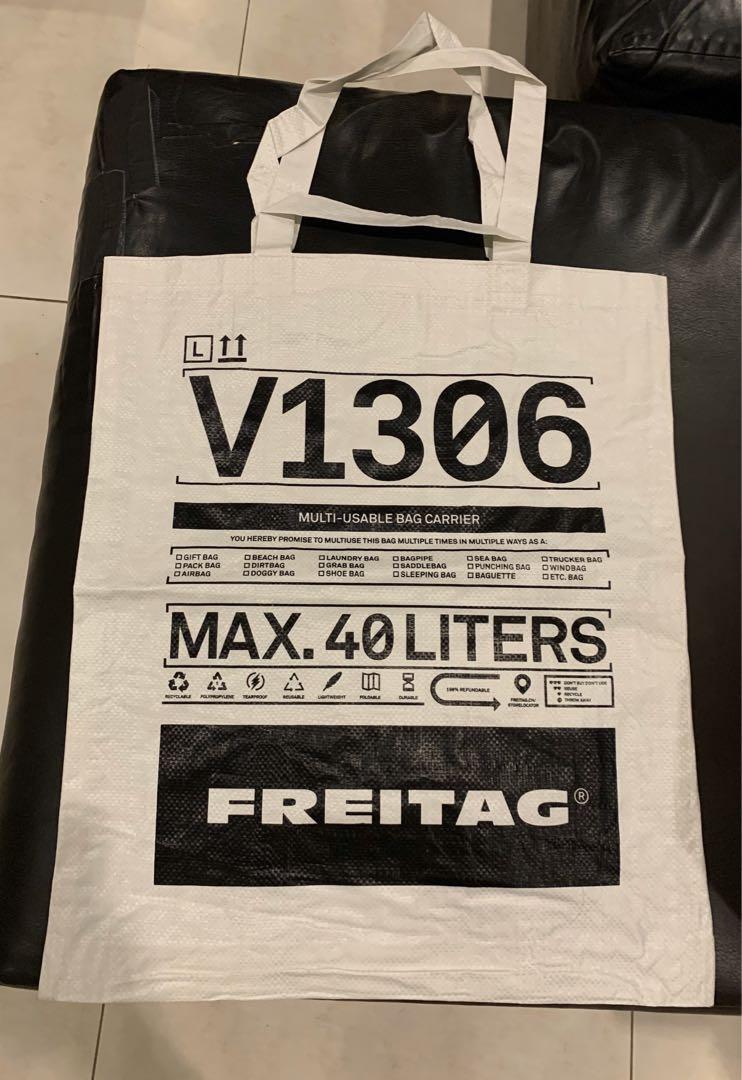 L
V1306
MULTI-USABLE BAG CARRIER
YOU HEREBY PROMISE TO MULTIUSE THIS BAG MULTIPLE TIMES IN MULTIPLE WAYS AS A:
GIFT BAG BEACH BAG LAUNDRY BAG BAGPIPE SEA BAG TRUCKER BAG
PACK BAG DIRTBAG GRAB BAG SADDLEBAG PUNCHING BAG WINDBAG
AIRBAG DOGGY BAG SHOE BAG SLEEPING BAG BAGUETTE ETC. BAG
MAX. 40 LITERS
RECYCLABLE POLYPROPYLENE TEARPROOF REUSABLE LIGHTWEIGHT FOLDABLE DURABLE
100% REFUNDABLE
FREITAG.CH/
STORELOCATOR
DON'T BUY DON'T USE
REUSE
RECYCLE
THROW AWAY
FREITAG®